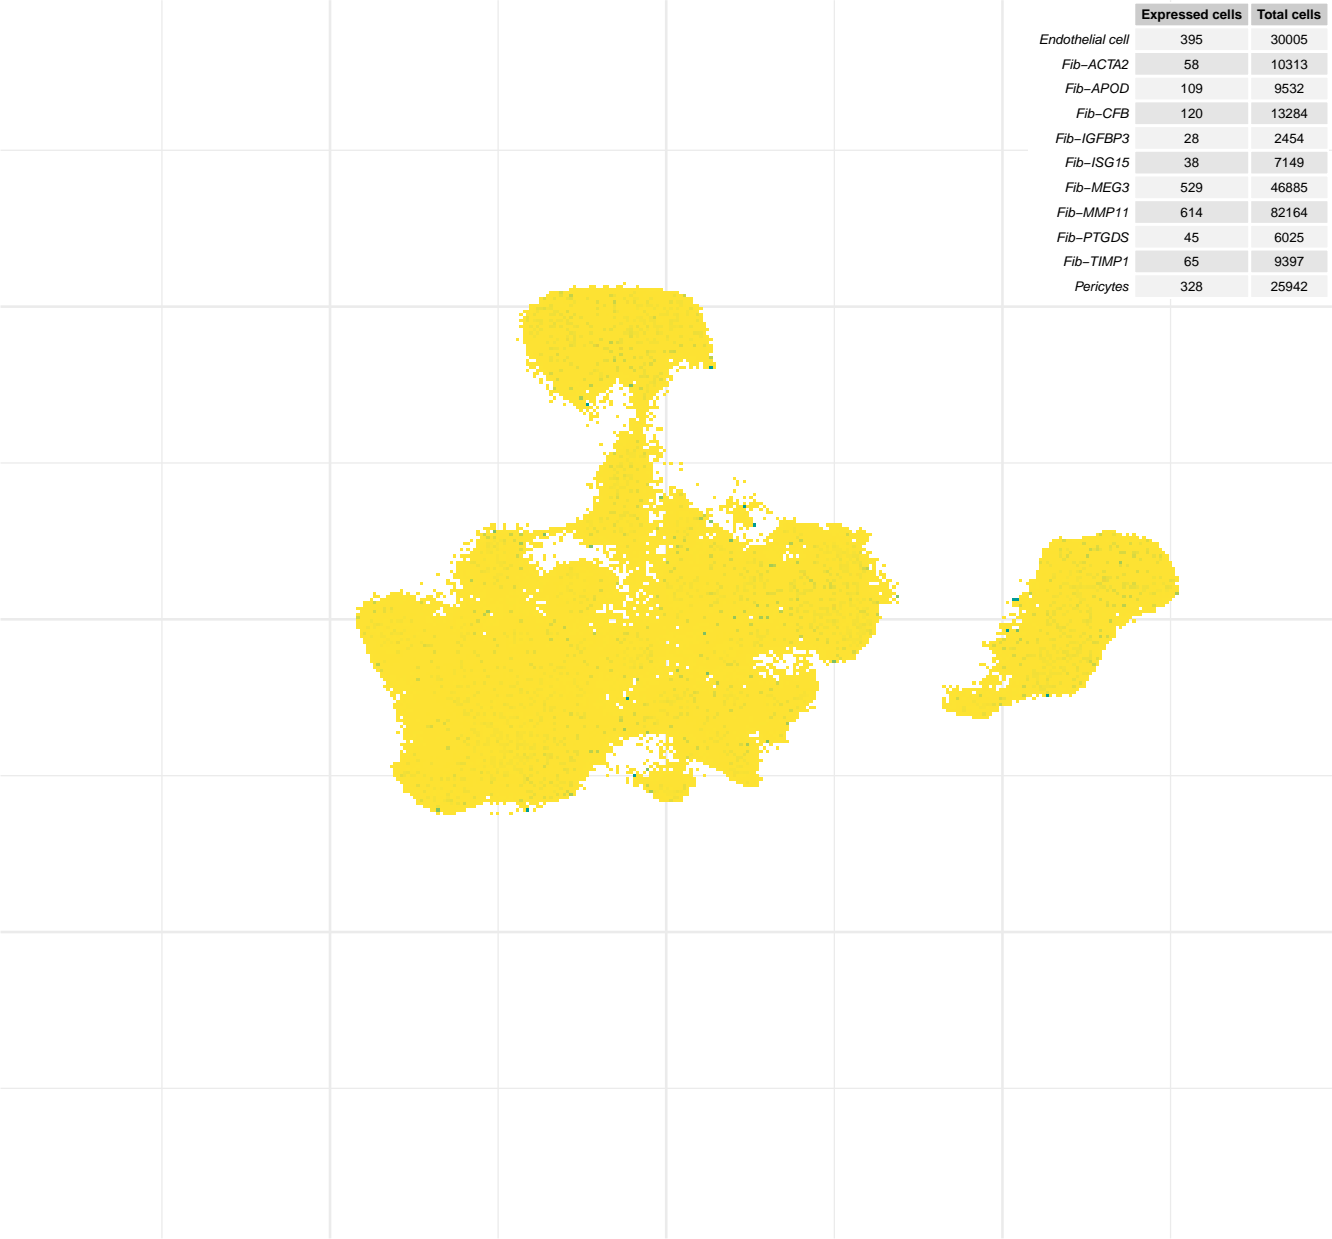 Expressed cells Total cells
Endothelial cell 395 30005
Fib−ACTA2 58 10313
Fib−APOD 109 9532
Fib−CFB 120 13284
Fib−IGFBP3 28 2454
Fib−ISG15 38 7149
Fib−MEG3 529 46885
Fib−MMP11 614 82164
Fib−PTGDS 45 6025
Fib−TIMP1 65 9397
Pericytes 328 25942